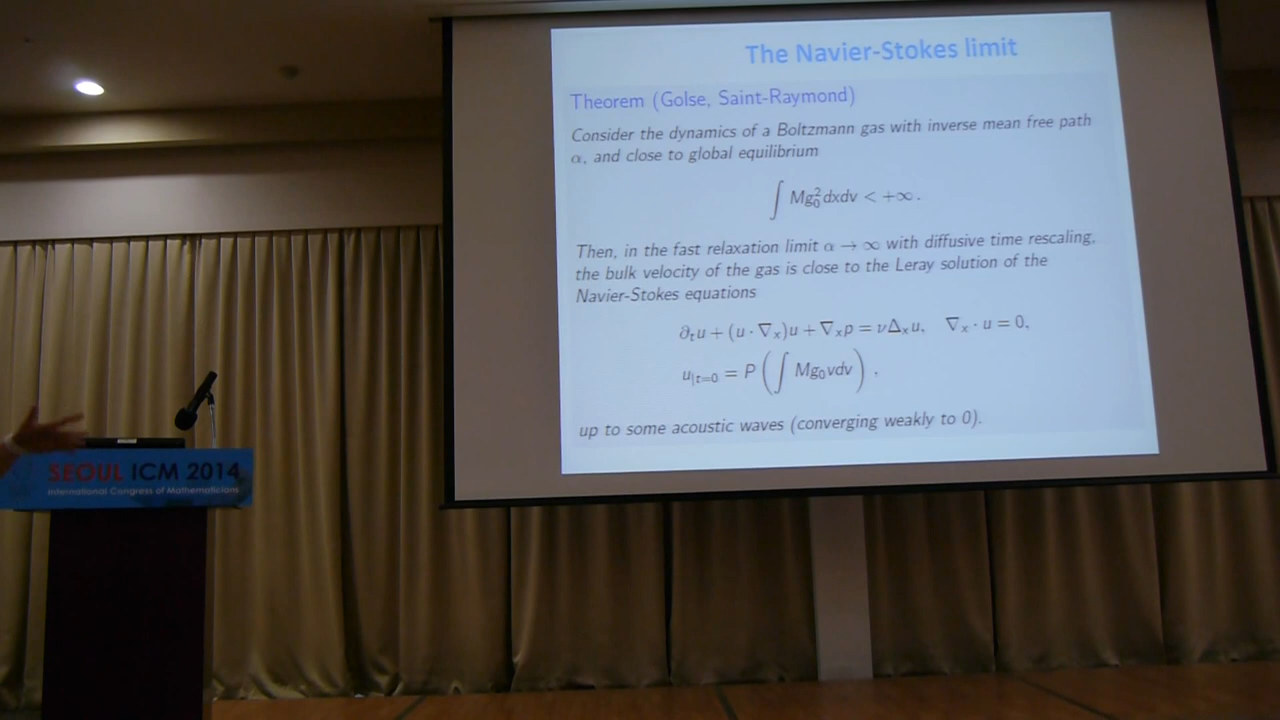 The Navier-Stokes limit
Theorem (Golse, Saint-Raymond)
Consider the dynamics of a Boltzmann gas with inverse mean free path
α, and close to global equilibrium
∫ Mg₀² dxdv < +∞.
Then, in the fast relaxation limit α → ∞ with diffusive time rescaling,
the bulk velocity of the gas is close to the Leray solution of the
Navier-Stokes equations
∂ₜu + (u · ∇ₓ)u + ∇ₓp = νΔₓu, ∇ₓ · u = 0,
u|ₜ₌₀ = P (∫ Mg₀vdv) ,
up to some acoustic waves (converging weakly to 0).
SEOUL ICM 2014
International Congress of Mathematicians